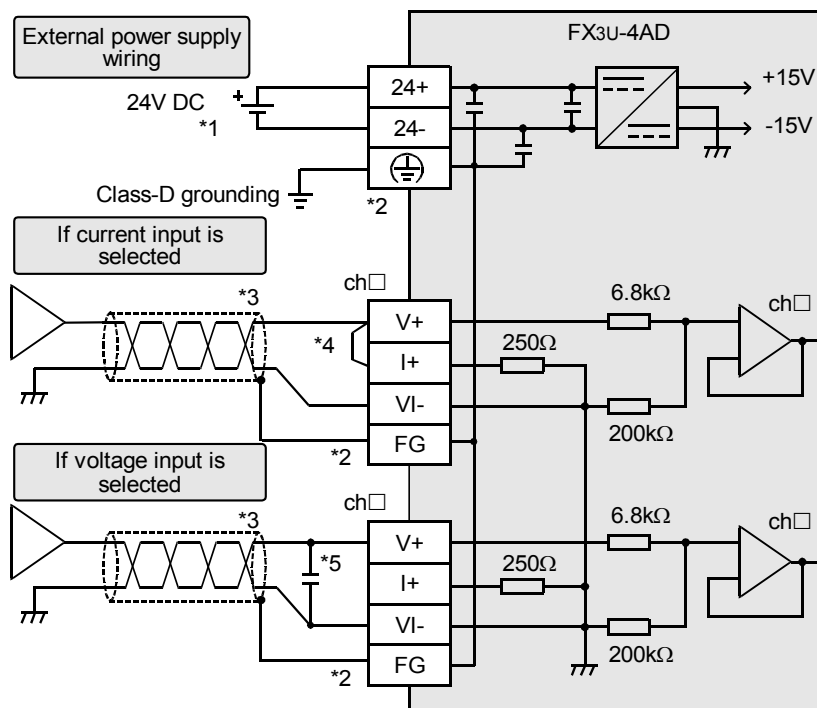 External power supply
wiring
FX3U-4AD
24V DC
*1
+
24+
24-
+15V
-15V
Class-D grounding
*2
If current input is
selected
*3
ch□
*4
V+
I+
VI-
FG
*2
250Ω
6.8kΩ
200kΩ
ch□
If voltage input is
selected
*3
ch□
*5
V+
I+
VI-
FG
*2
250Ω
6.8kΩ
200kΩ
ch□